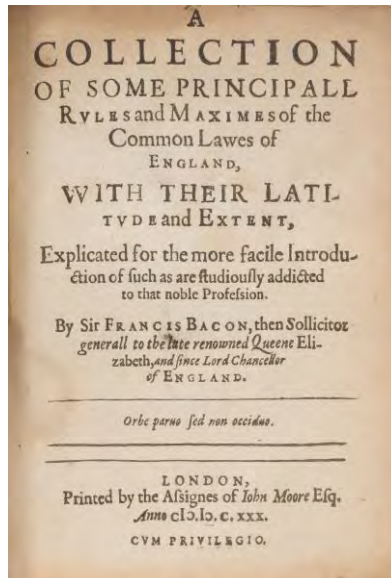 A
COLLECTION
OF SOME PRINCIPALL
RVLES and MAXIMES of the
Common Lawes of
ENGLAND,
WITH THEIR LATI-
TVDE and EXTENT,
Explicated for the more facile Introdu-
ction of ſuch as are ſtudiouſly addicted
to that noble Profeſsion.
By Sir FRANCIS BACON, then Sollicitor
generall to the late renowned Queene Eli-
zabeth, and ſince Lord Chancellor
of ENGLAND.
Orbe paruo ſed non occiduo.
LONDON,
Printed by the Aſsignes of Iohn Moore Eſq.
Anno cIↃ.IↃ.C.XXX.
CVM PRIVILEGIO.